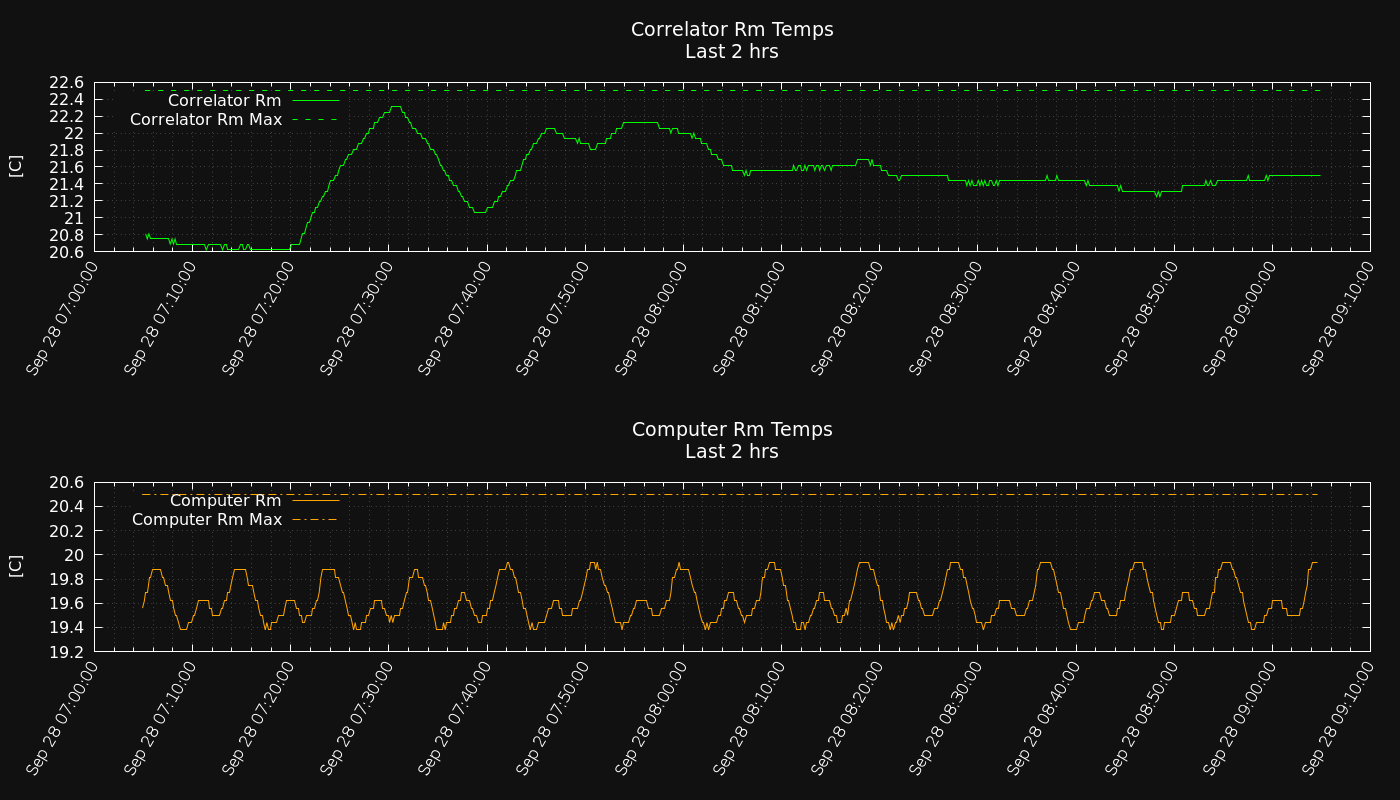 Correlator Rm Temps
Last 2 hrs
[C]
22.6
22.4
22.2
22
21.8
21.6
21.4
21.2
21
20.8
20.6
Correlator Rm
Correlator Rm Max
Sep 28 07:00:00
Sep 28 07:10:00
Sep 28 07:20:00
Sep 28 07:30:00
Sep 28 07:40:00
Sep 28 07:50:00
Sep 28 08:00:00
Sep 28 08:10:00
Sep 28 08:20:00
Sep 28 08:30:00
Sep 28 08:40:00
Sep 28 08:50:00
Sep 28 09:00:00
Sep 28 09:10:00
Computer Rm Temps
Last 2 hrs
[C]
20.6
20.4
20.2
20
19.8
19.6
19.4
19.2
Computer Rm
Computer Rm Max
Sep 28 07:00:00
Sep 28 07:10:00
Sep 28 07:20:00
Sep 28 07:30:00
Sep 28 07:40:00
Sep 28 07:50:00
Sep 28 08:00:00
Sep 28 08:10:00
Sep 28 08:20:00
Sep 28 08:30:00
Sep 28 08:40:00
Sep 28 08:50:00
Sep 28 09:00:00
Sep 28 09:10:00